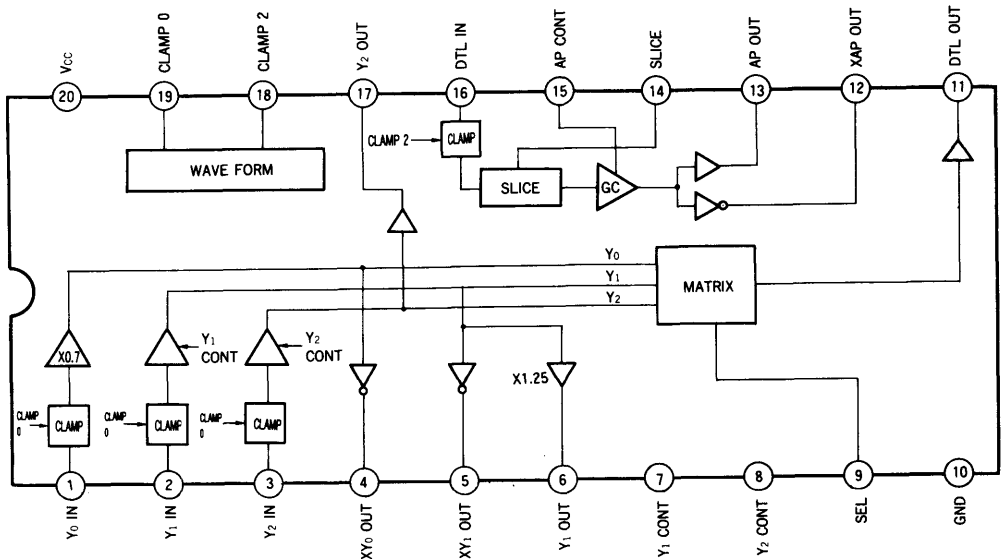 Vcc
CLAMP 0
CLAMP 2
Y2 OUT
DTL IN
AP CONT
SLICE
AP OUT
XAP OUT
DTL OUT
20
19
18
17
16
15
14
13
12
11
CLAMP 2
CLAMP
WAVE FORM
SLICE
GC
Y0
Y1
Y2
MATRIX
X0.7
Y1
CONT
Y2
CONT
X1.25
CLAMP
0
CLAMP
CLAMP
0
CLAMP
CLAMP
0
CLAMP
1
2
3
4
5
6
7
8
9
10
Y0 IN
Y1 IN
Y2 IN
XY0 OUT
XY1 OUT
Y1 OUT
Y1 CONT
Y2 CONT
SEL
GND